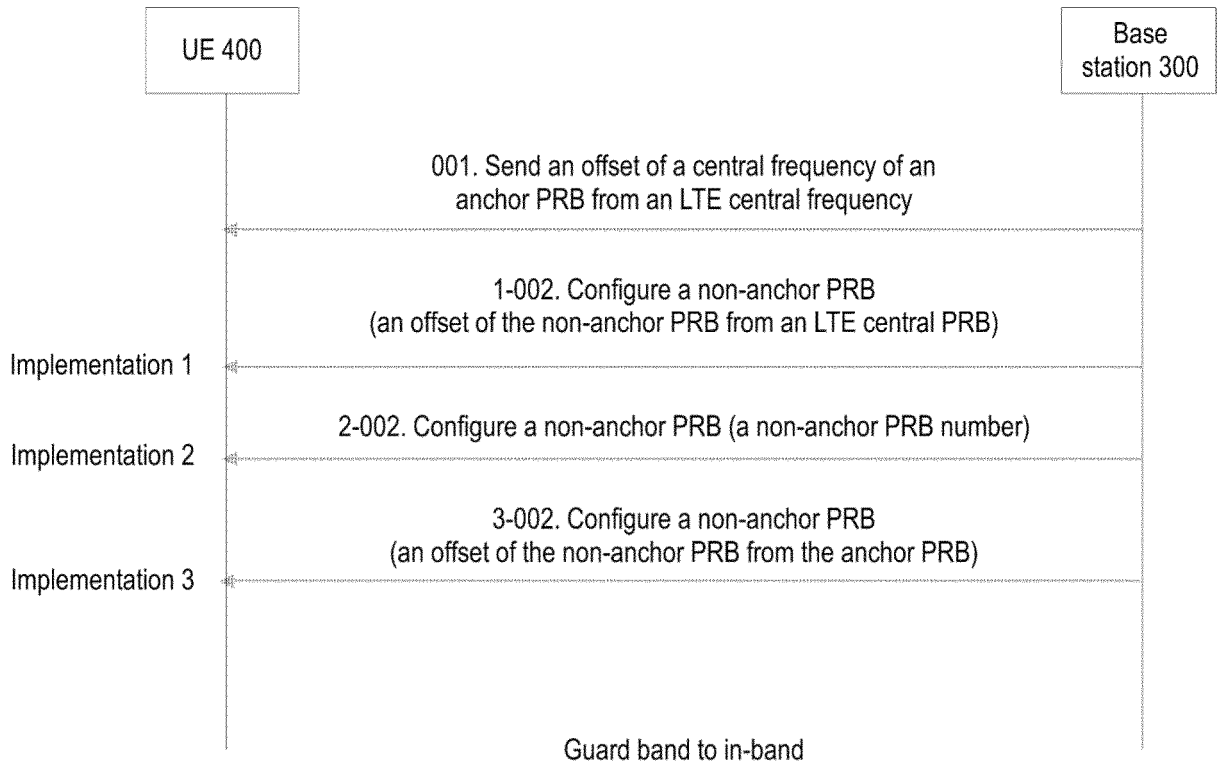 UE 400
Base
station 300
001. Send an offset of a central frequency of an
anchor PRB from an LTE central frequency
1-002. Configure a non-anchor PRB
(an offset of the non-anchor PRB from an LTE central PRB)
Implementation 1
2-002. Configure a non-anchor PRB (a non-anchor PRB number)
Implementation 2
3-002. Configure a non-anchor PRB
(an offset of the non-anchor PRB from the anchor PRB)
Implementation 3
Guard band to in-band